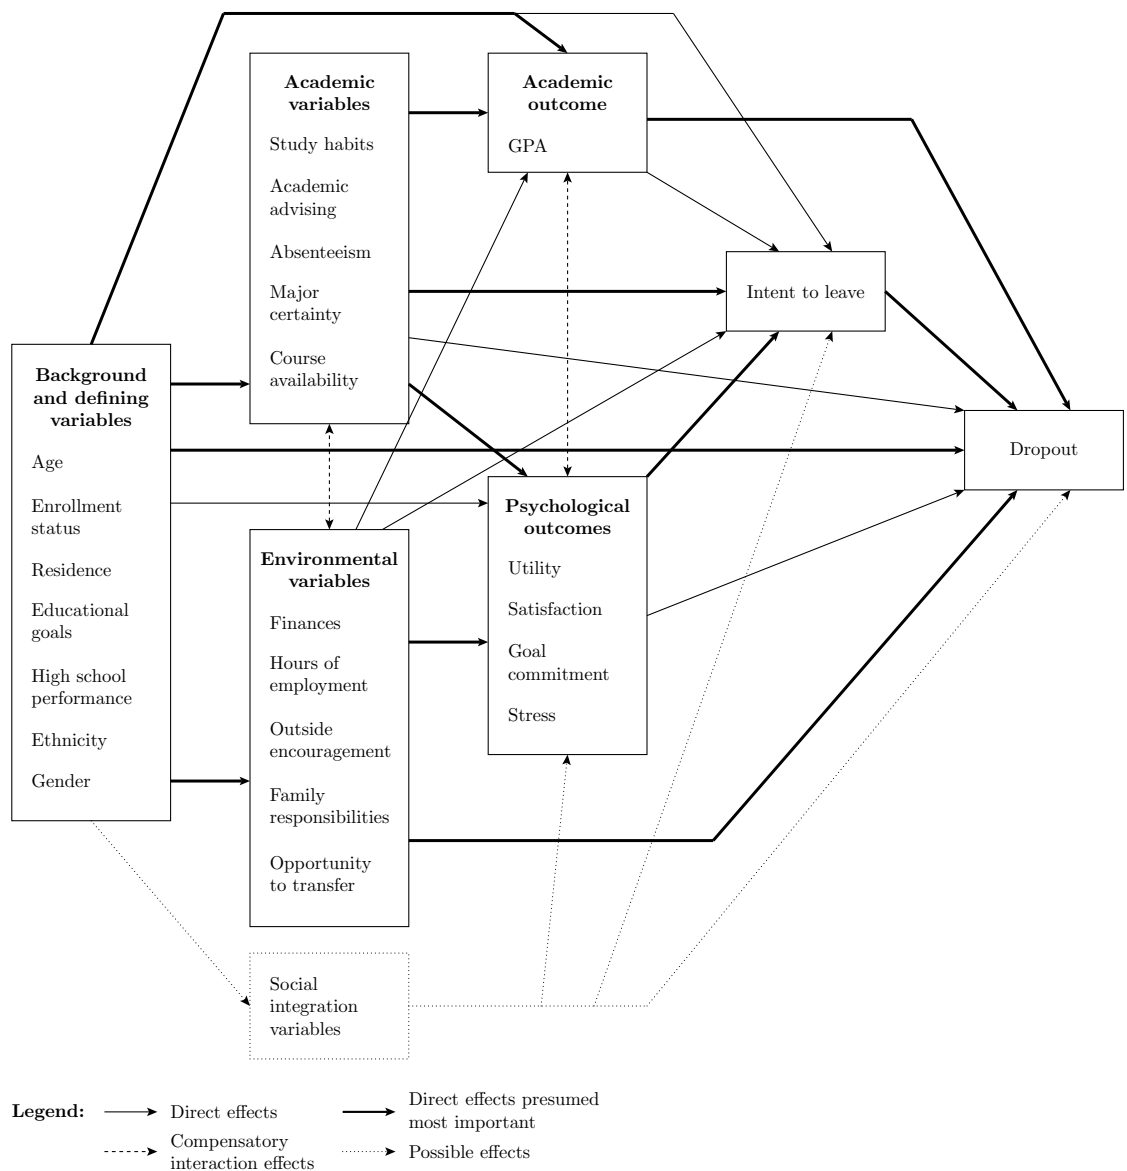 Academic
variables
Study habits
Academic
advising
Absenteeism
Major
certainty
Course
availability
Academic
outcome
GPA
Intent to leave
Background
and defining
variables
Age
Enrollment
status
Residence
Educational
goals
High school
performance
Ethnicity
Gender
Dropout
Environmental
variables
Finances
Hours of
employment
Outside
encouragement
Family
responsibilities
Opportunity
to transfer
Psychological
outcomes
Utility
Satisfaction
Goal
commitment
Stress
Social
integration
variables
Legend:
Direct effects
Direct effects presumed
most important
Compensatory
interaction effects
Possible effects